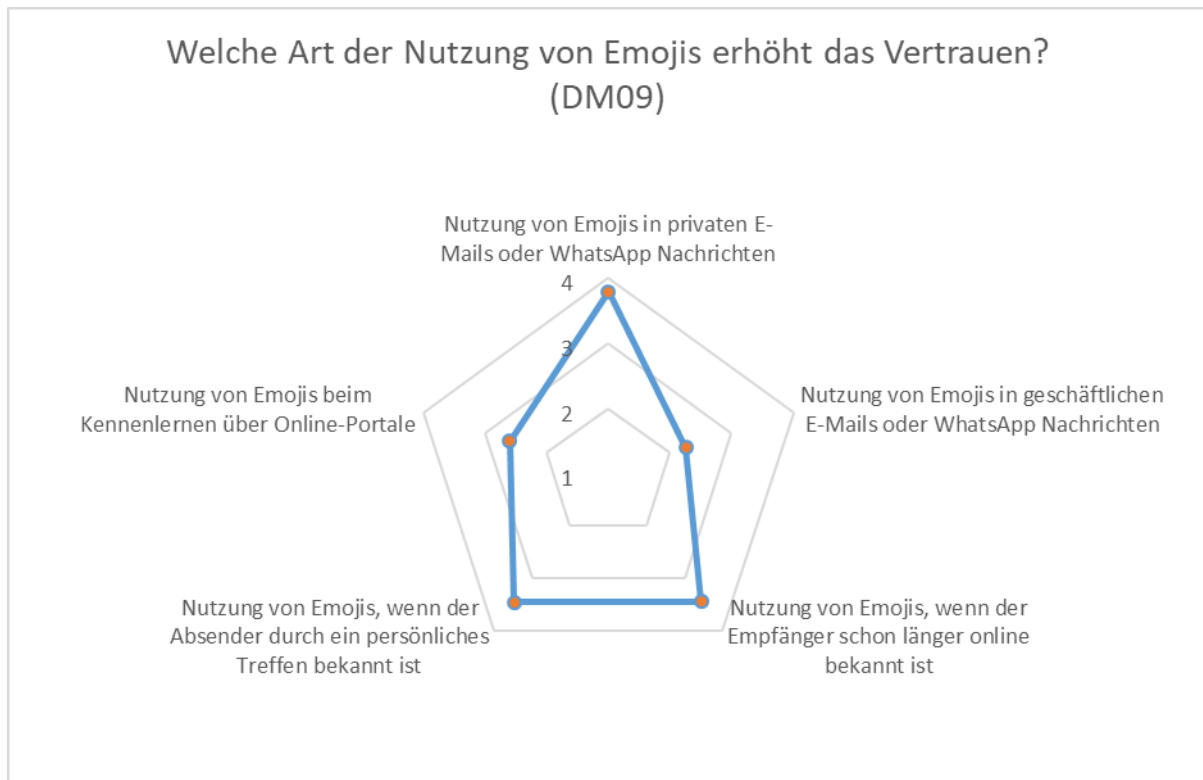 Welche Art der Nutzung von Emojis erhöht das Vertrauen?
(DM09)
Nutzung von Emojis in privaten E-
Mails oder WhatsApp Nachrichten
4
3
2
1
Nutzung von Emojis in geschäftlichen
E-Mails oder WhatsApp Nachrichten
Nutzung von Emojis, wenn der
Empfänger schon länger online
bekannt ist
Nutzung von Emojis, wenn der
Absender durch ein persönliches
Treffen bekannt ist
Nutzung von Emojis beim
Kennenlernen über Online-Portale